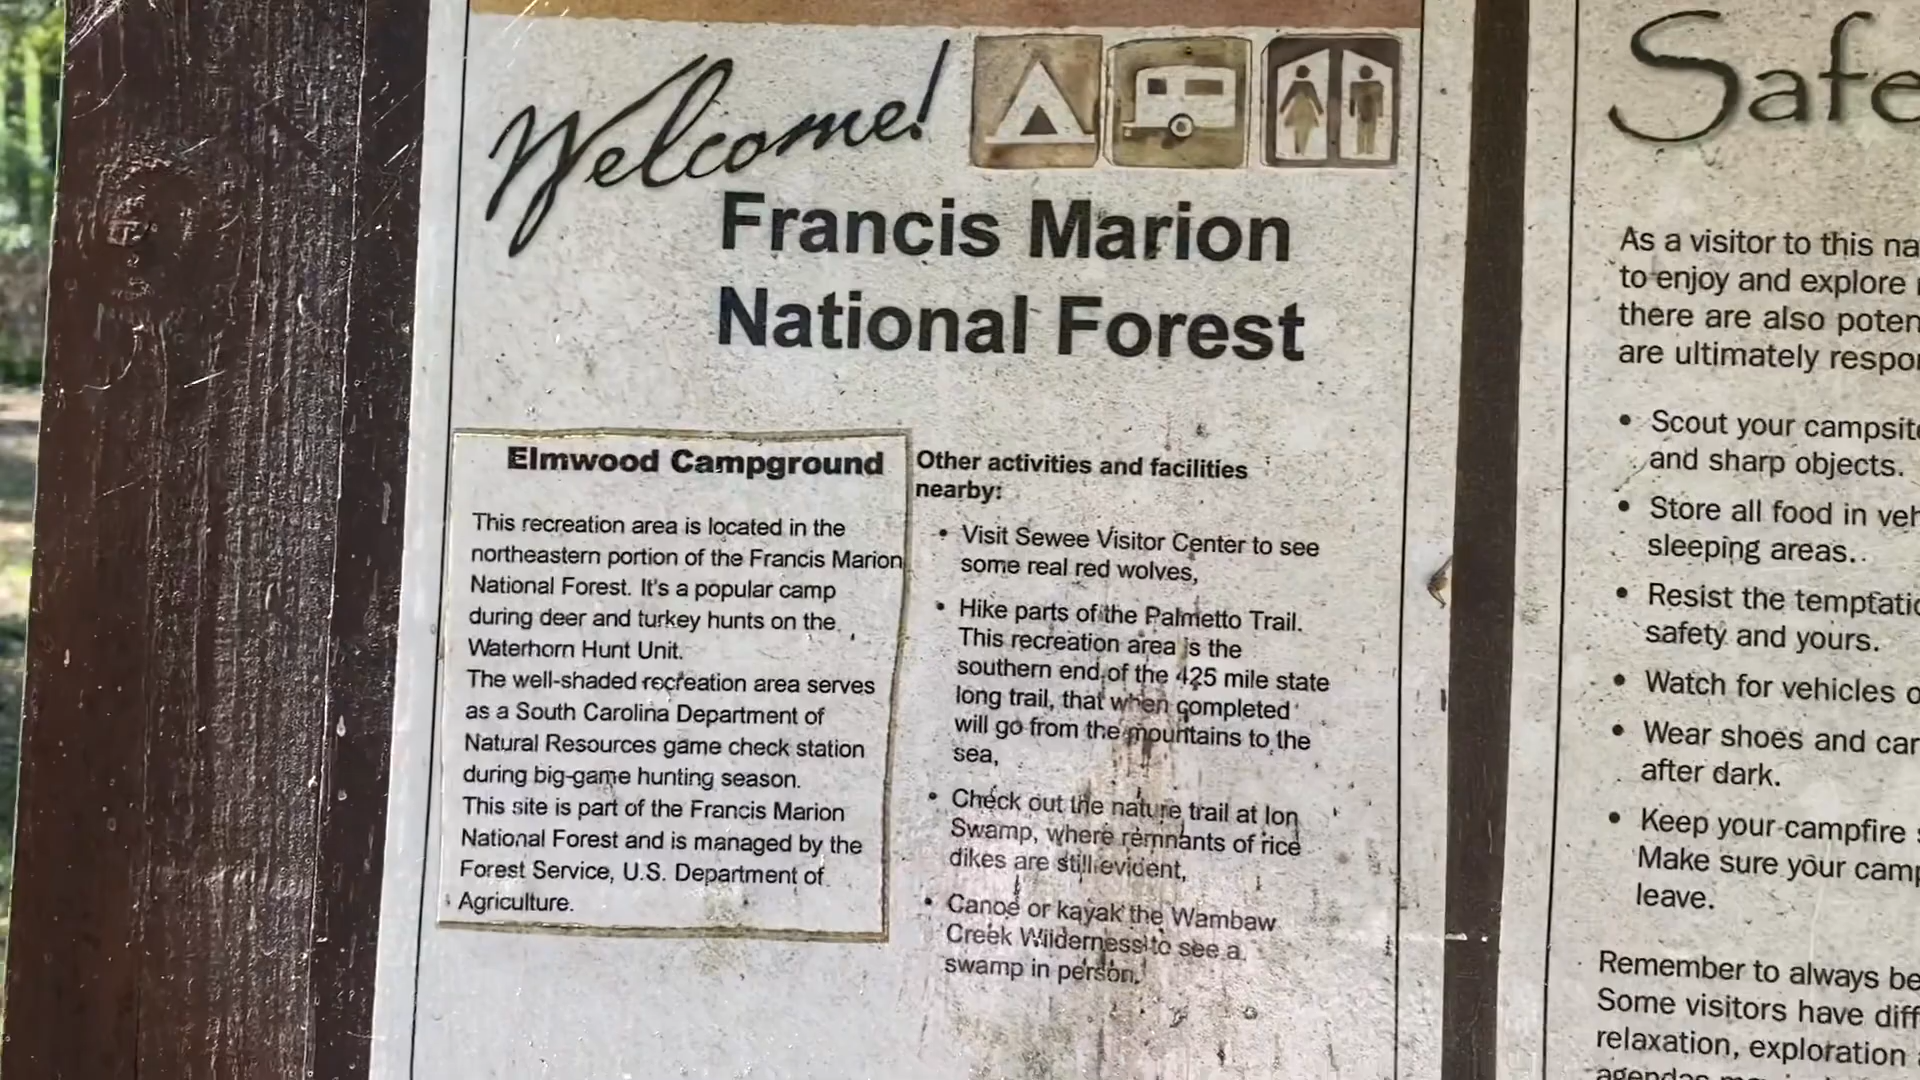 Welcome!
Francis Marion
National Forest
Elmwood Campground
This recreation area is located in the
northeastern portion of the Francis Marion
National Forest. It's a popular camp
during deer and turkey hunts on the
Waterhorn Hunt Unit.
The well-shaded recreation area serves
as a South Carolina Department of
Natural Resources game check station
during big-game hunting season.
This site is part of the Francis Marion
National Forest and is managed by the
Forest Service, U.S. Department of
Agriculture.
Other activities and facilities
nearby:
• Visit Sewee Visitor Center to see
some real red wolves,
• Hike parts of the Palmetto Trail.
This recreation area is the
southern end of the 425 mile state
long trail, that when completed
will go from the mountains to the
sea,
• Check out the nature trail at Ion
Swamp, where remnants of rice
dikes are still evident,
• Canoe or kayak the Wambaw
Creek Wilderness to see a
swamp in person.
Safe
As a visitor to this na
to enjoy and explore
there are also poten
are ultimately respo
• Scout your campsit
and sharp objects.
• Store all food in veh
sleeping areas.
• Resist the temptati
safety and yours.
• Watch for vehicles o
• Wear shoes and car
after dark.
• Keep your campfire
Make sure your cam
leave.
Remember to always be
Some visitors have diff
relaxation, exploration